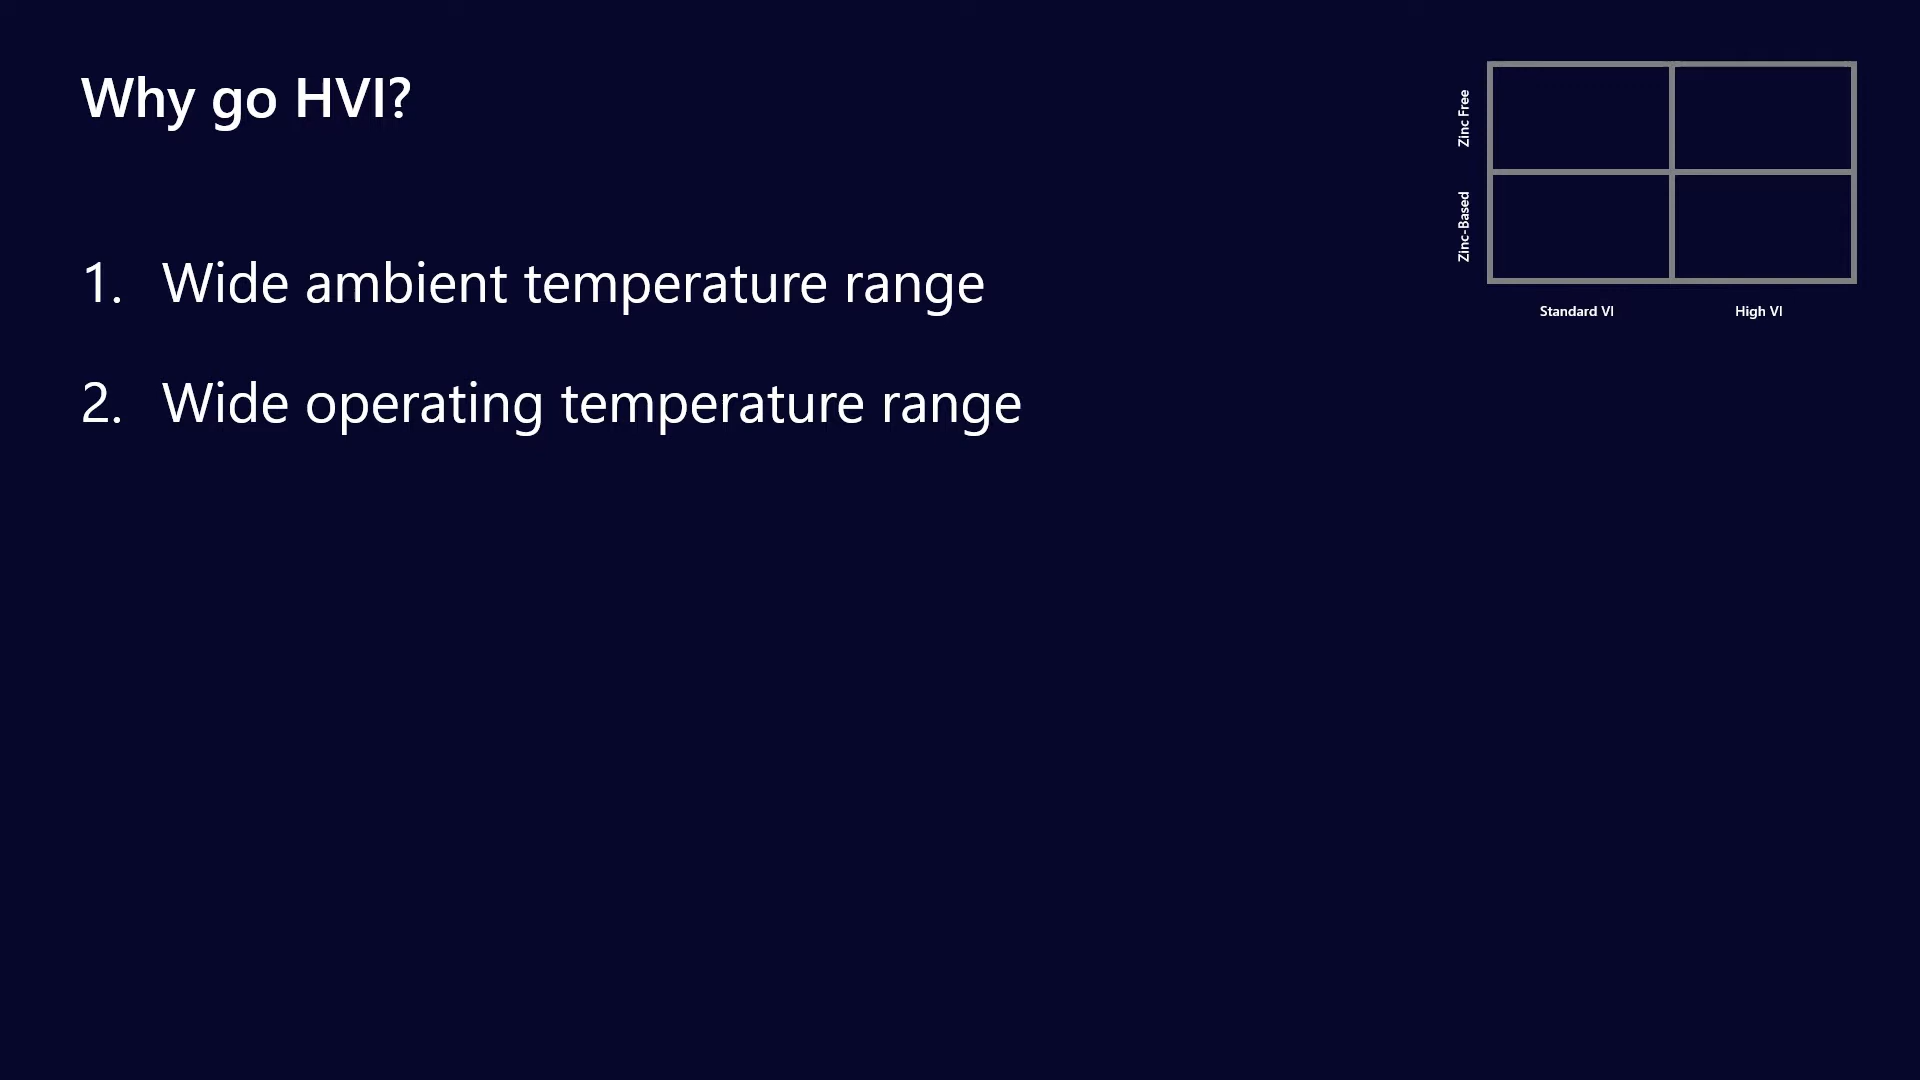 Why go HVI?
1. Wide ambient temperature range
2. Wide operating temperature range
Zinc Free
Zinc-Based
Standard VI
High VI